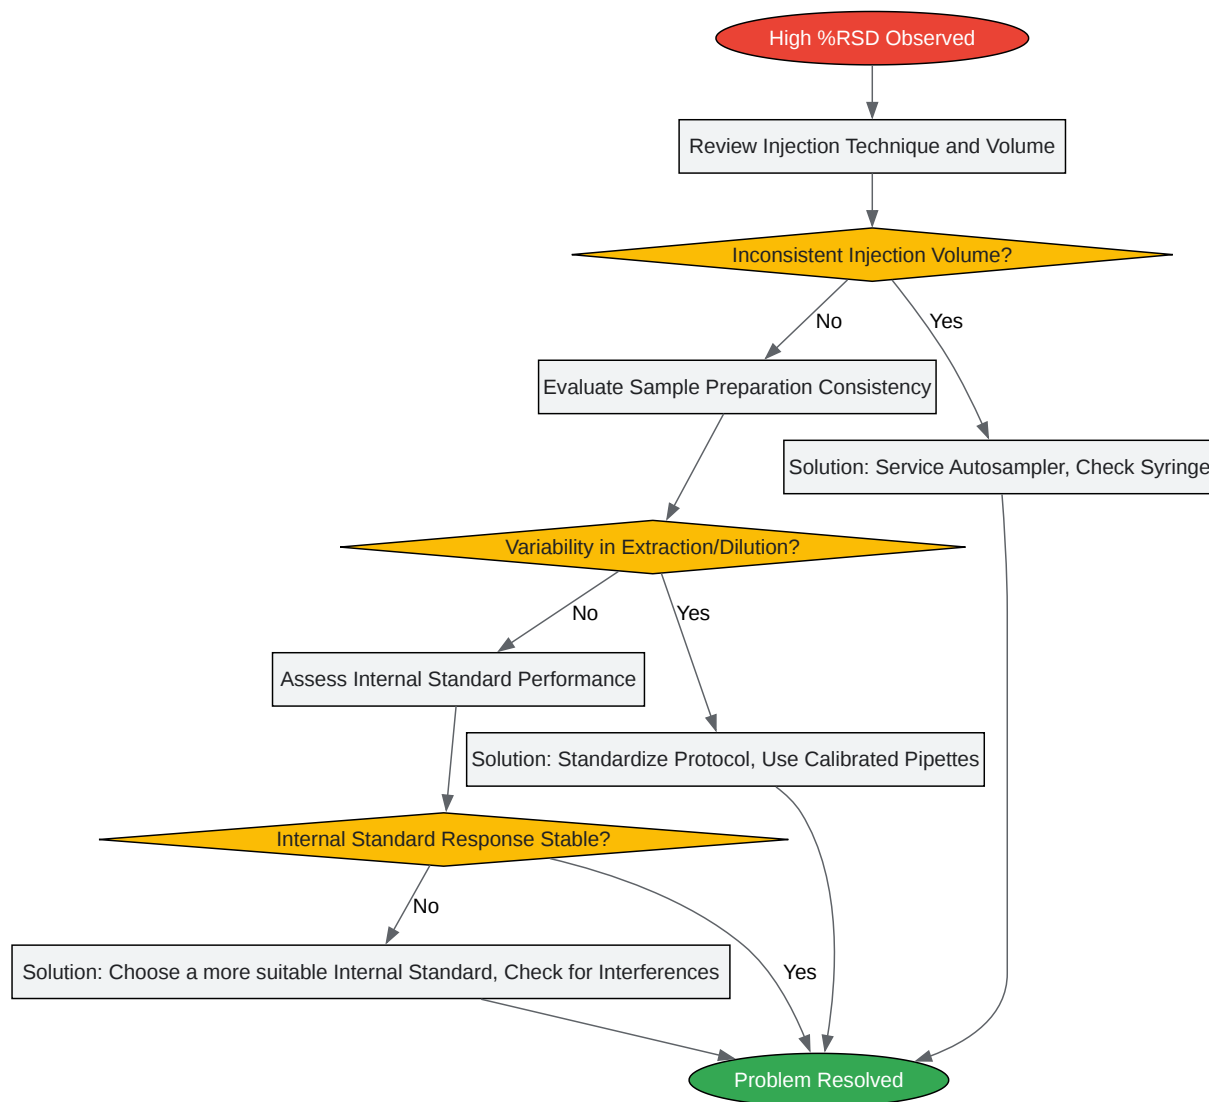 High %RSD Observed
Review Injection Technique and Volume
Inconsistent Injection Volume?
No
Yes
Evaluate Sample Preparation Consistency
Solution: Service Autosampler, Check Syringe
Variability in Extraction/Dilution?
No
Yes
Assess Internal Standard Performance
Solution: Standardize Protocol, Use Calibrated Pipettes
Internal Standard Response Stable?
No
Solution: Choose a more suitable Internal Standard, Check for Interferences
Yes
Problem Resolved